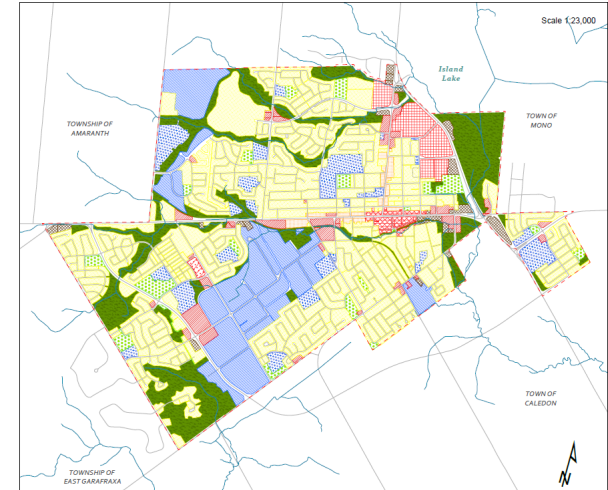 Scale 1:23,000
Island
Lake
TOWNSHIP OF
AMARANTH
TOWN OF
MONO
TOWN OF
CALEDON
TOWNSHIP OF
EAST GARAFRAXA
N